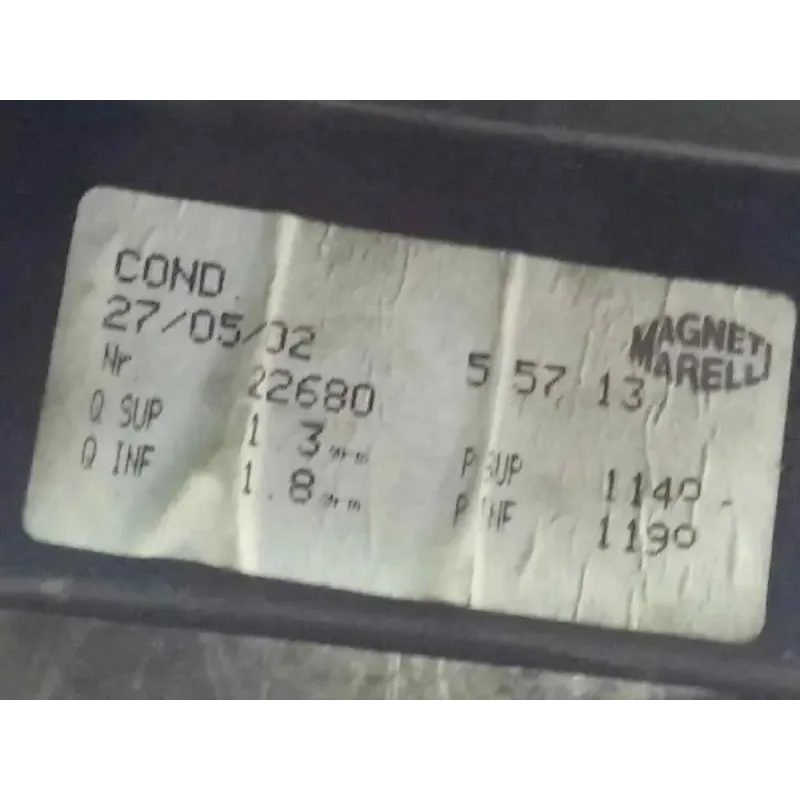 COND
27/05/02 5 57 13 MAGNETI MARELLI
Nr 22680
Q SUP 1.3 P SUP 1140
Q INF 1.8 P INF 1190